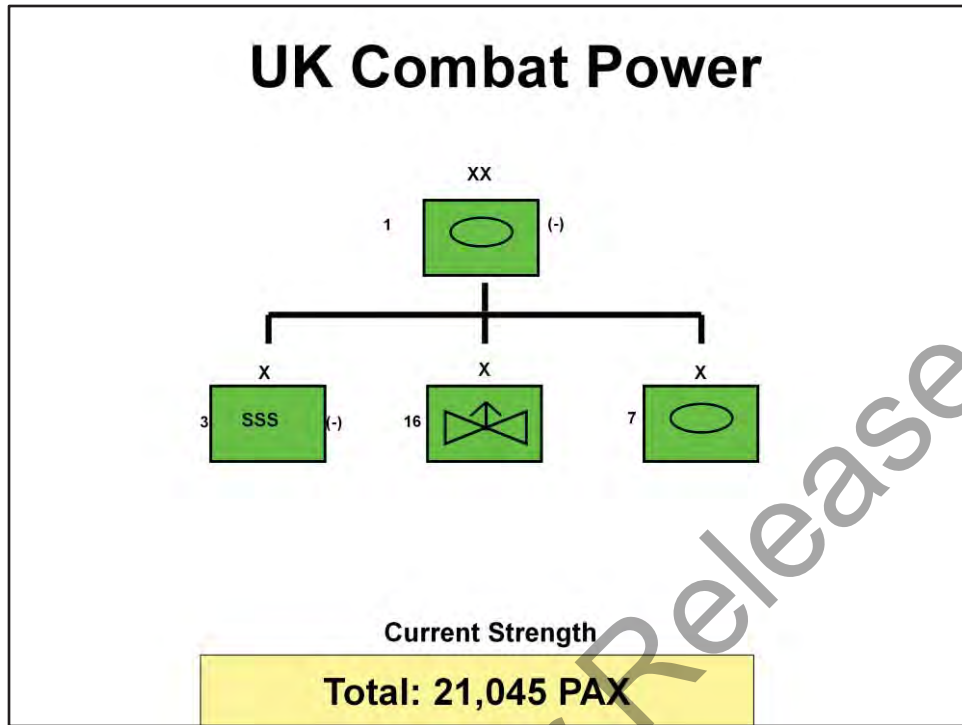 UK Combat Power
XX
1 (-)
X X X
3 SSS (-) 16 7
Current Strength
Total: 21,045 PAX
Release